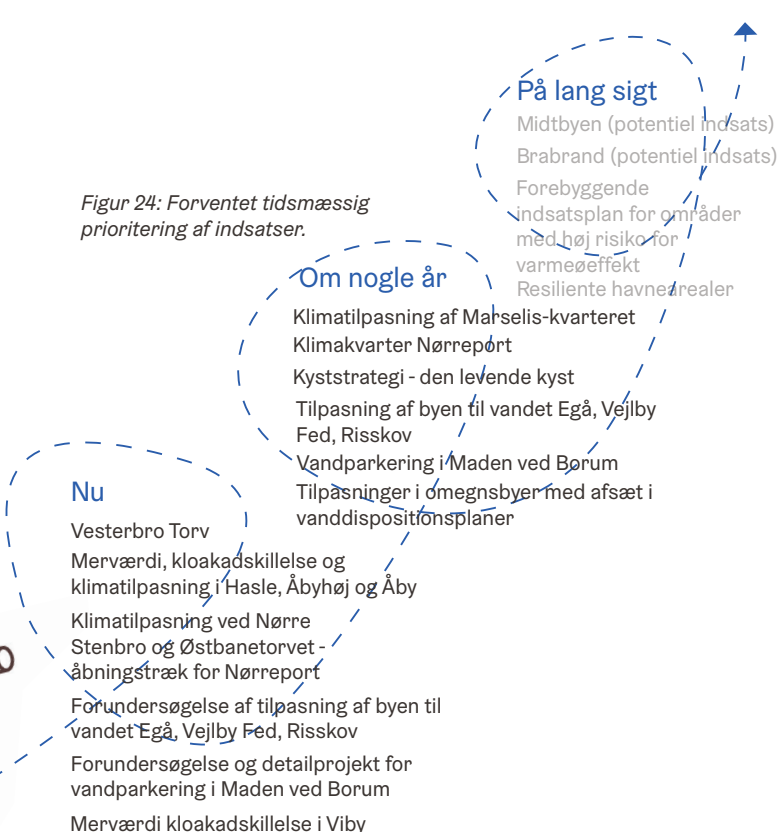 På lang sigt
Midtbyen (potentiel indsats)
Brabrand (potentiel indsats)
Forebyggende
indsatsplan for områder
med høj risiko for
varmeøeffekt
Resiliente havnearealer
Figur 24: Forventet tidsmæssig
prioritering af indsatser.
Om nogle år
Klimatilpasning af Marselis-kvarteret
Klimakvarter Nørreport
Kyststrategi - den levende kyst
Tilpasning af byen til vandet Egå, Vejlby
Fed, Risskov
Vandparkering i Maden ved Borum
Tilpasninger i omegnsbyer med afsæt i
vanddispositionsplaner
Nu
Vesterbro Torv
Merværdi, kloakadskillelse og
klimatilpasning i Hasle, Åbyhøj og Åby
Klimatilpasning ved Nørre
Stenbro og Østbanetorvet -
åbningstræk for Nørreport
Forundersøgelse af tilpasning af byen til
vandet Egå, Vejlby Fed, Risskov
Forundersøgelse og detailprojekt for
vandparkering i Maden ved Borum
Merværdi kloakadskillelse i Viby